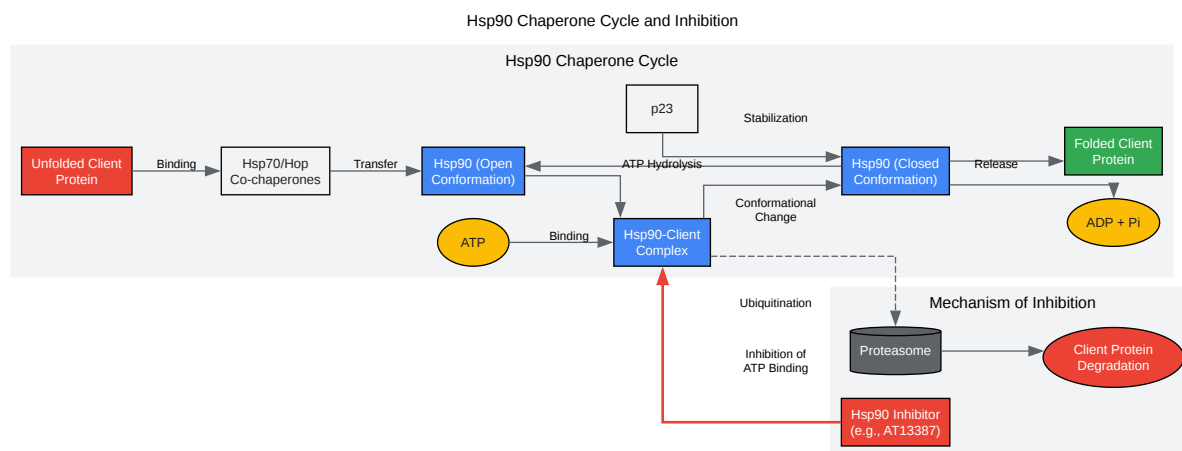 Hsp90 Chaperone Cycle and Inhibition
Hsp90 Chaperone Cycle
p23
Stabilization
Unfolded Client
Protein
Binding
Hsp70/Hop
Co-chaperones
Transfer
Hsp90 (Open
Conformation)
ATP Hydrolysis
Hsp90 (Closed
Conformation)
Release
Folded Client
Protein
Conformational
Change
ATP
Binding
Hsp90-Client
Complex
ADP + Pi
Ubiquitination
Mechanism of Inhibition
Inhibition of
ATP Binding
Proteasome
Client Protein
Degradation
Hsp90 Inhibitor
(e.g., AT13387)